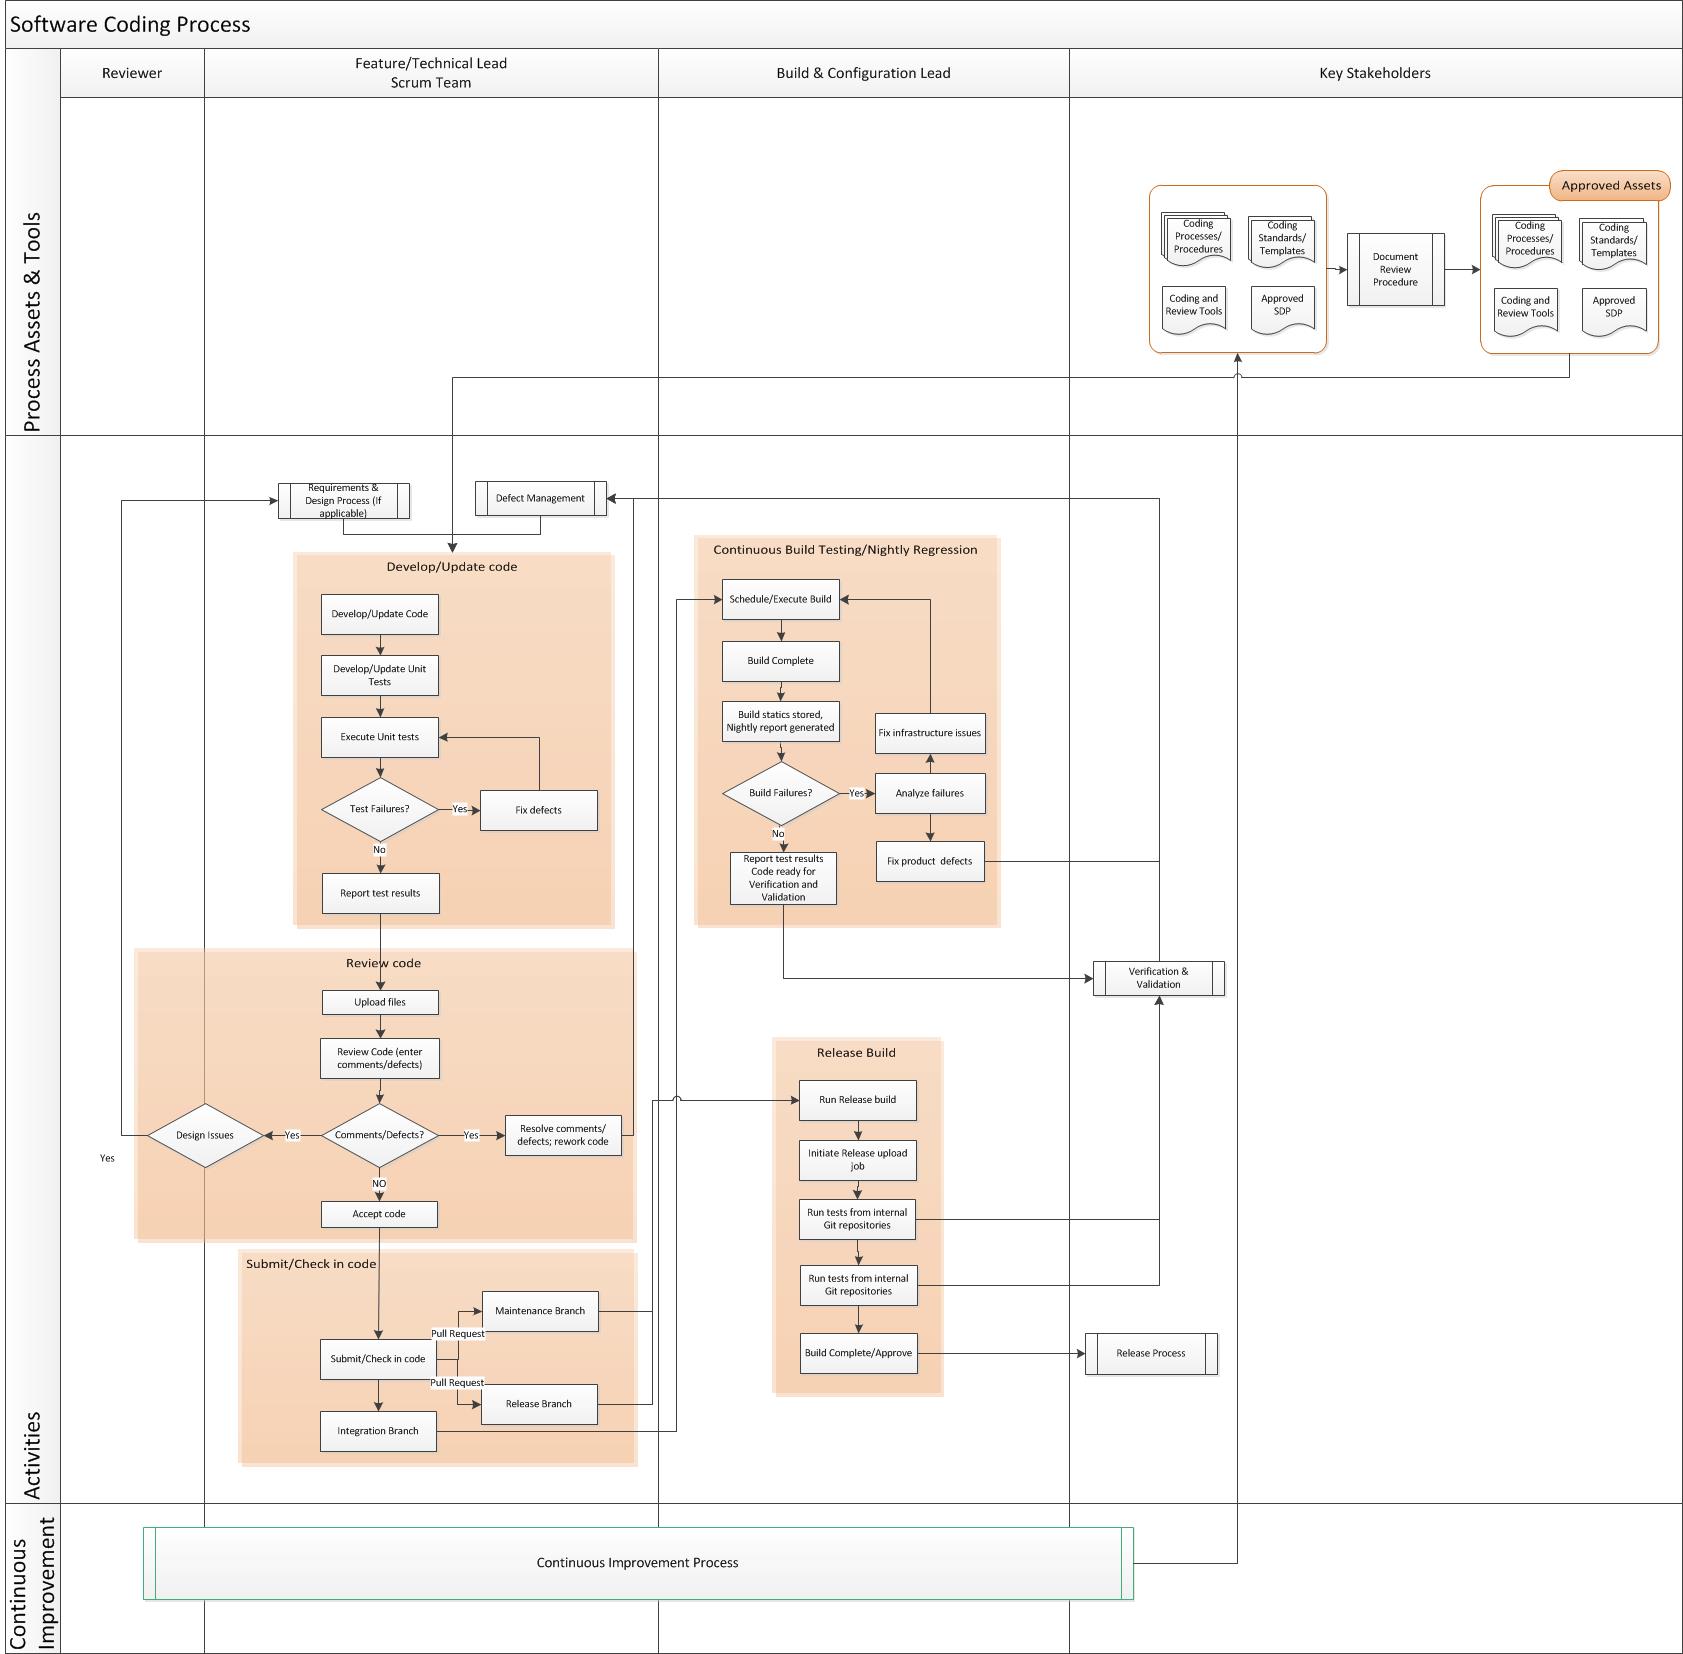 Software Coding Process
Reviewer
Feature/Technical Lead
Scrum Team
Build & Configuration Lead
Key Stakeholders
Process Assets & Tools
Approved Assets
Coding
Processes/
Procedures
Coding
Standards/
Templates
Coding and
Review Tools
Approved
SDP
Document
Review
Procedure
Coding
Processes/
Procedures
Coding
Standards/
Templates
Coding and
Review Tools
Approved
SDP
Activities
Requirements &
Design Process (If
applicable)
Defect Management
Develop/Update code
Develop/Update Code
Develop/Update Unit
Tests
Execute Unit tests
Test Failures?
Yes
Fix defects
No
Report test results
Review code
Upload files
Review Code (enter
comments/defects)
Design Issues
Yes
Comments/Defects?
Yes
Resolve comments/
defects; rework code
Yes
NO
Accept code
Submit/Check in code
Maintenance Branch
Pull Request
Submit/Check in code
Pull Request
Release Branch
Integration Branch
Continuous Build Testing/Nightly Regression
Schedule/Execute Build
Build Complete
Build statics stored,
Nightly report generated
Fix infrastructure issues
Build Failures?
Yes
Analyze failures
No
Report test results
Code ready for
Verification and
Validation
Fix product  defects
Verification &
Validation
Release Build
Run Release build
Initiate Release upload
job
Run tests from internal
Git repositories
Run tests from internal
Git repositories
Build Complete/Approve
Release Process
Continuous
Improvement
Continuous Improvement Process